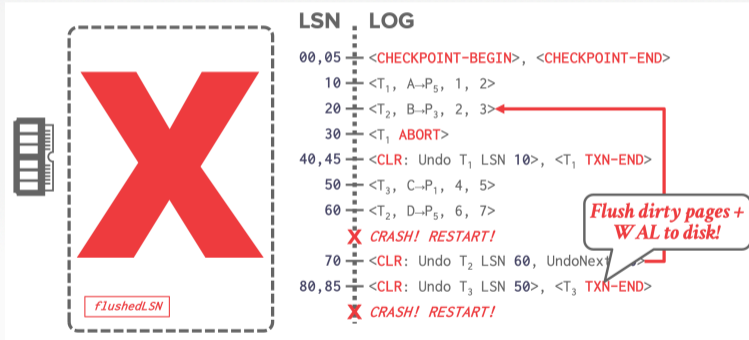 LSN LOG
00,05 <CHECKPOINT-BEGIN>, <CHECKPOINT-END>
10 <T₁, A→P₅, 1, 2>
20 <T₂, B→P₃, 2, 3>
30 <T₁ ABORT>
40,45 <CLR: Undo T₁ LSN 10>, <T₁ TXN-END>
50 <T₃, C→P₁, 4, 5>
60 <T₂, D→P₅, 6, 7>
X CRASH! RESTART!
Flush dirty pages +
WAL to disk!
70 <CLR: Undo T₂ LSN 60, UndoNext >
80,85 <CLR: Undo T₃ LSN 50>, <T₃ TXN-END>
X CRASH! RESTART!
flushedLSN